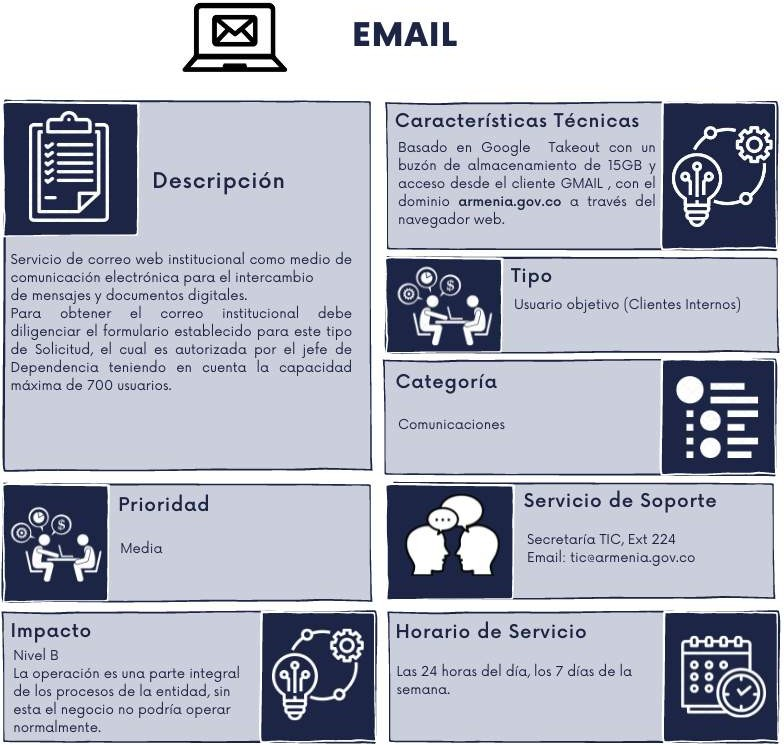 EMAIL
Descripción
Servicio de correo web institucional como medio de
comunicación electrónica para el intercambio
de mensajes y documentos digitales.
Para obtener el correo institucional debe
diligenciar el formulario establecido para este tipo
de Solicitud, el cual es autorizada por el jefe de
Dependencia teniendo en cuenta la capacidad
máxima de 700 usuarios.
Características Técnicas
Basado en Google Takeout con un
buzón de almacenamiento de 15GB y
acceso desde el cliente GMAIL , con el
dominio armenia.gov.co a través del
navegador web.
Tipo
Usuario objetivo (Clientes Internos)
Categoría
Comunicaciones
Prioridad
Media
Servicio de Soporte
Secretaría TIC, Ext 224
Email: tic@armenia.gov.co
Impacto
Nivel B
La operación es una parte integral
de los procesos de la entidad, sin
esta el negocio no podría operar
normalmente.
Horario de Servicio
Las 24 horas del día, los 7 días de la
semana.